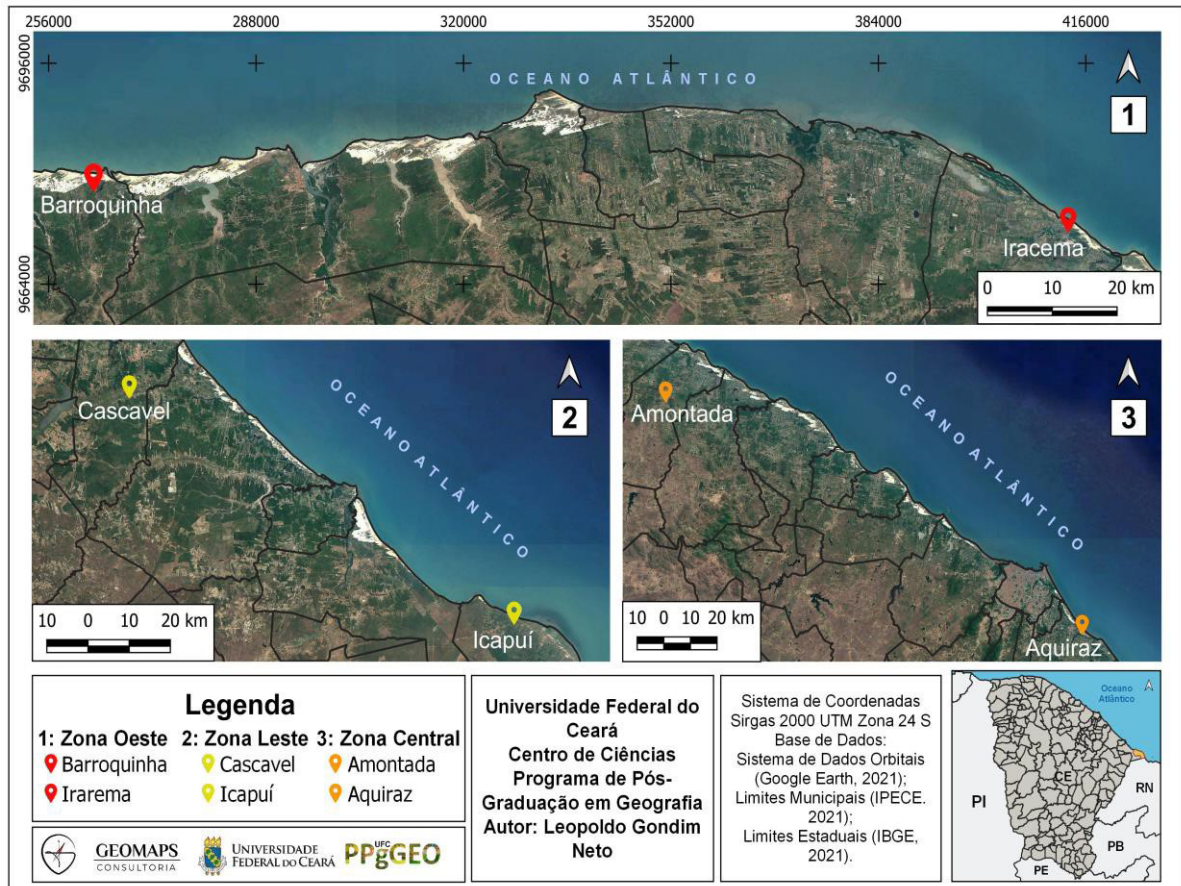 256000 288000 320000 352000 384000 416000
9696000
9664000
OCEANO ATLÂNTICO
1
Barroquinha
Iracema
0 10 20 km
OCEANO ATLÂNTICO
2
Cascavel
Icapuí
10 0 10 20 km
OCEANO ATLÂNTICO
3
Amontada
Aquiraz
10 0 10 20 km
Legenda
1: Zona Oeste 2: Zona Leste 3: Zona Central
Barroquinha Cascavel Amontada
Irarema Icapuí Aquiraz
GEOMAPS
CONSULTORIA
UNIVERSIDADE
FEDERAL DO CEARÁ
UFC
PPgGEO
Universidade Federal do
Ceará
Centro de Ciências
Programa de Pós-
Graduação em Geografia
Autor: Leopoldo Gondim
Neto
Sistema de Coordenadas
Sirgas 2000 UTM Zona 24 S
Base de Dados:
Sistema de Dados Orbitais
(Google Earth, 2021);
Limites Municipais (IPECE.
2021);
Limites Estaduais (IBGE,
2021).
Oceano
Atlântico
CE
PI
RN
PB
PE